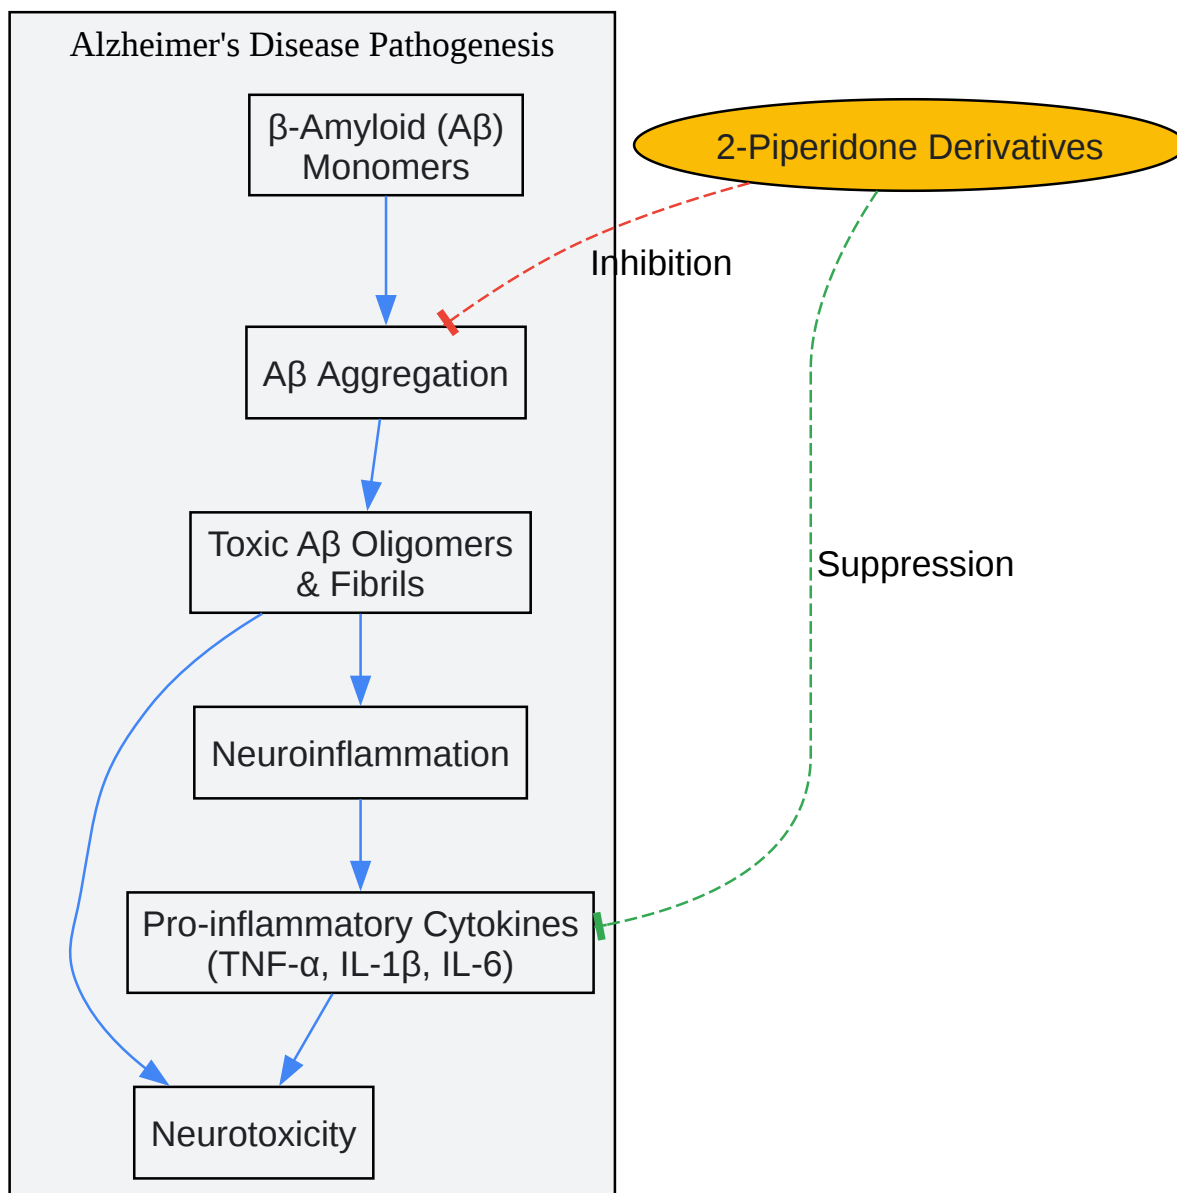 Alzheimer's Disease Pathogenesis
β-Amyloid (Aβ)
Monomers
2-Piperidone Derivatives
Inhibition
Aβ Aggregation
Toxic Aβ Oligomers
& Fibrils
Suppression
Neuroinflammation
Pro-inflammatory Cytokines
(TNF-α, IL-1β, IL-6)
Neurotoxicity